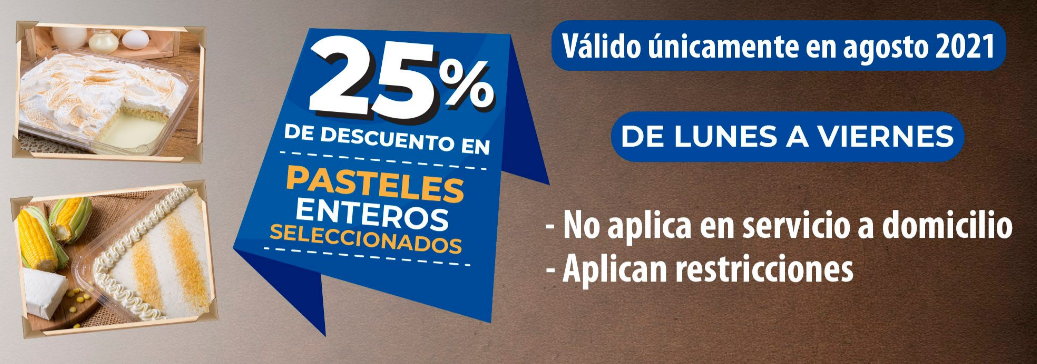 25%
DE DESCUENTO EN
PASTELES
ENTEROS
SELECCIONADOS
Válido únicamente en agosto 2021
DE LUNES A VIERNES
- No aplica en servicio a domicilio
- Aplican restricciones